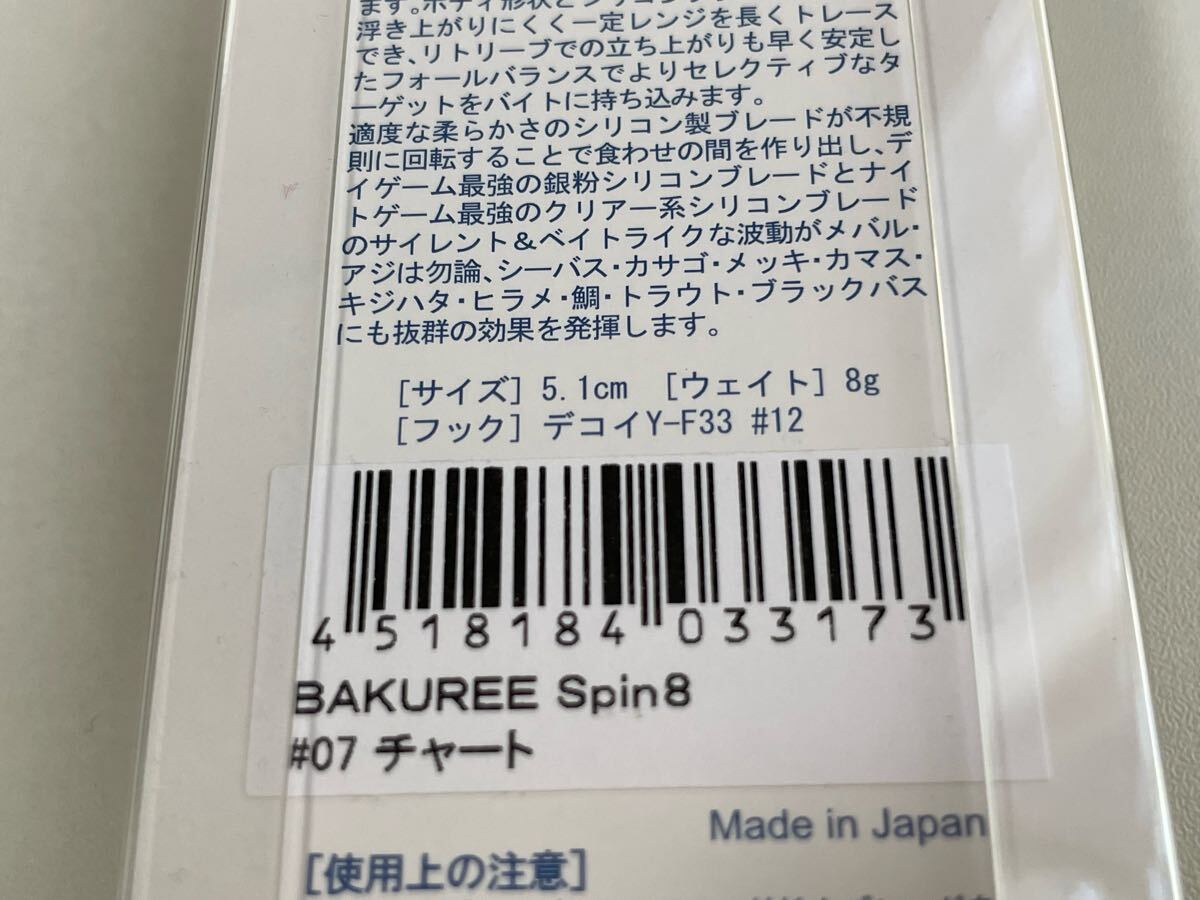 ます。ボディ形状とシリコンブ
浮き上がりにくく一定レンジを長くトレース
でき、リトリーブでの立ち上がりも早く安定し
たフォールバランスでよりセレクティブなタ
ーゲットをバイトに持ち込みます。
適度な柔らかさのシリコン製ブレードが不規
則に回転することで食わせの間を作り出し、デ
イゲーム最強の銀粉シリコンブレードとナイ
トゲーム最強のクリアー系シリコンブレード
のサイレント&ベイトライクな波動がメバル・
アジは勿論、シーバス・カサゴ・メッキ・カマス・
キジハタ・ヒラメ・鯛・トラウト・ブラックバス
にも抜群の効果を発揮します。
[サイズ] 5.1cm [ウェイト] 8g
[フック] デコイY-F33 #12
4 518184 033173
BAKUREE Spin8
#07 チャート
Made in Japan
[使用上の注意]